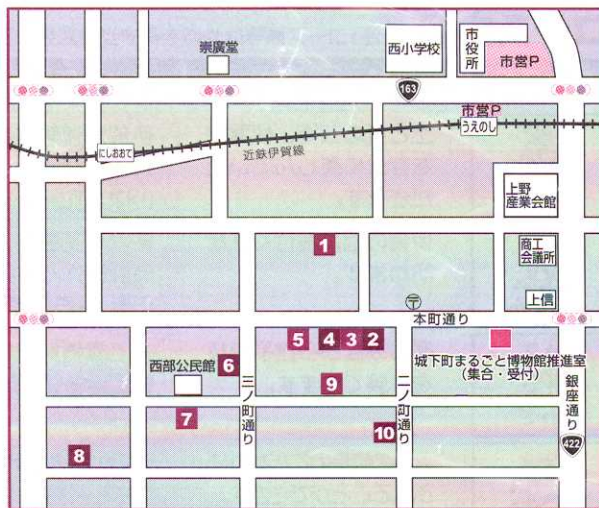 崇廣堂
西小学校
市
役
所
市営P
163
市営P
うえのし
にしおおて
近鉄伊賀線
上野
産業会館
1
商工
会議所
〒
上信
本町通り
5
4
3
2
城下町まるごと博物館推進室
(集合・受付)
6
西部公民館
9
三ノ町通り
二ノ町通り
銀座通り
7
10
422
8